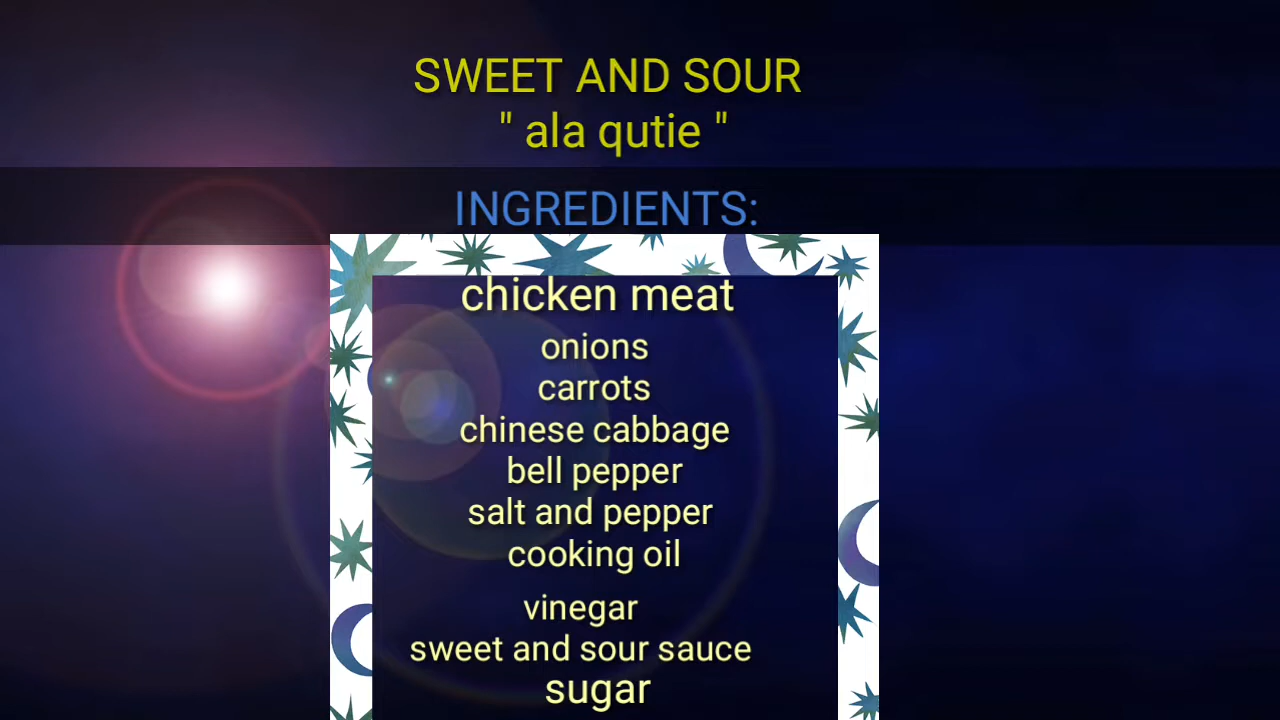 SWEET AND SOUR
" ala qutie "
INGREDIENTS:
chicken meat
onions
carrots
chinese cabbage
bell pepper
salt and pepper
cooking oil
vinegar
sweet and sour sauce
sugar